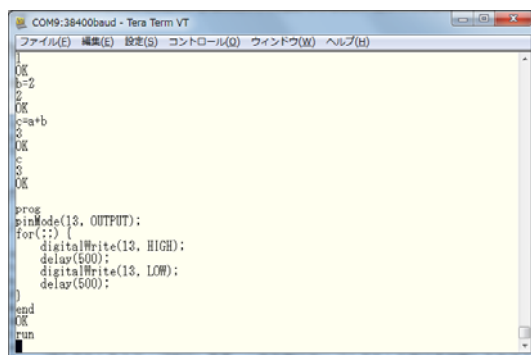 COM9:38400baud - Tera Term VT
ファイル(F) 編集(E) 設定(S) コントロール(O) ウィンドウ(W) ヘルプ(H)
1
OK
b=2
2
OK
c=a+b
3
OK
c
3
OK
prog
pinMode(13, OUTPUT);
for(;;) {
    digitalWrite(13, HIGH);
    delay(500);
    digitalWrite(13, LOW);
    delay(500);
}
end
OK
run